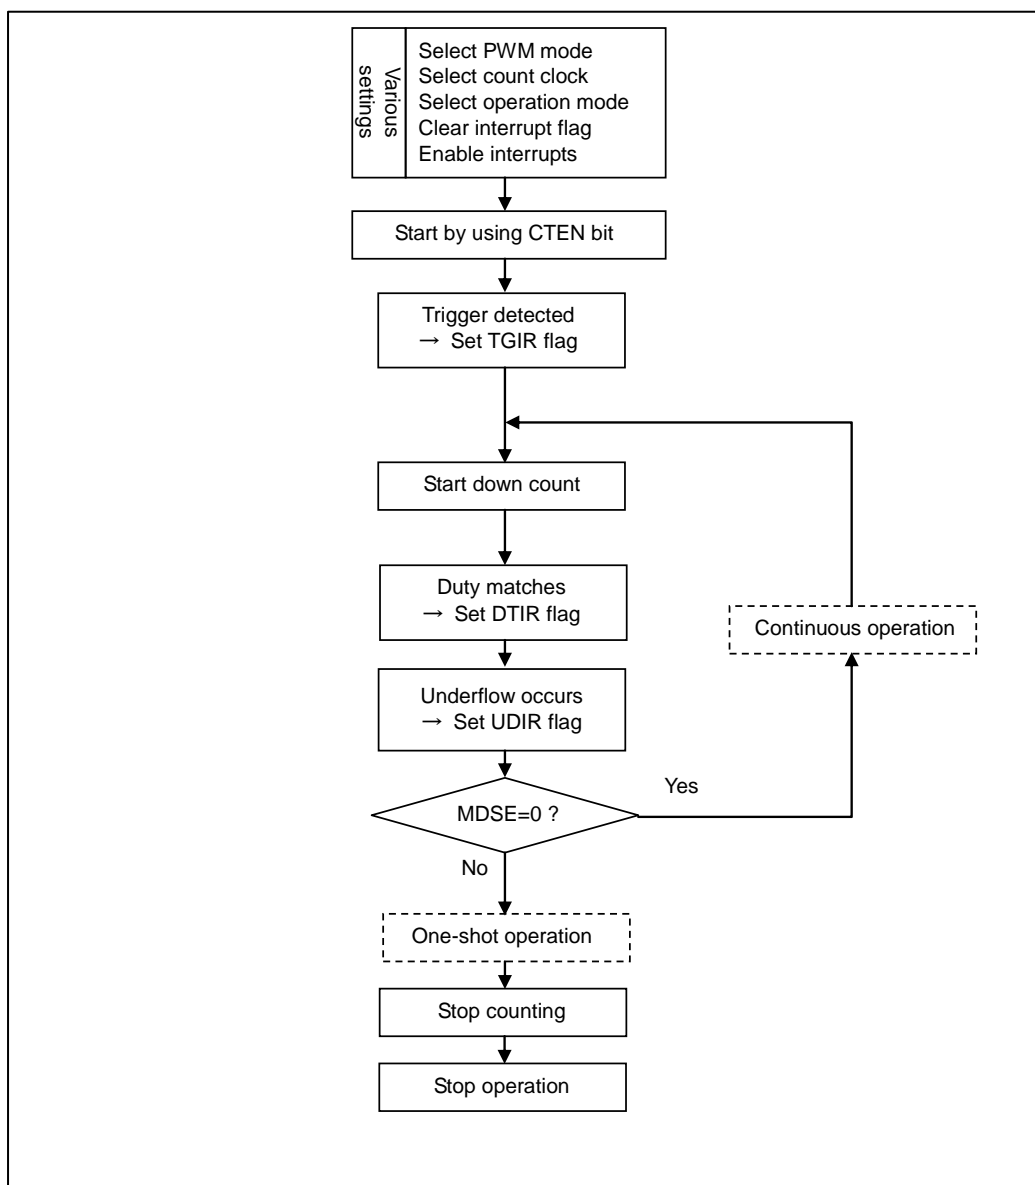 Various
settings
Select PWM mode
Select count clock
Select operation mode
Clear interrupt flag
Enable interrupts
Start by using CTEN bit
Trigger detected
→ Set TGIR flag
Start down count
Duty matches
→ Set DTIR flag
Continuous operation
Underflow occurs
→ Set UDIR flag
Yes
MDSE=0 ?
No
One-shot operation
Stop counting
Stop operation